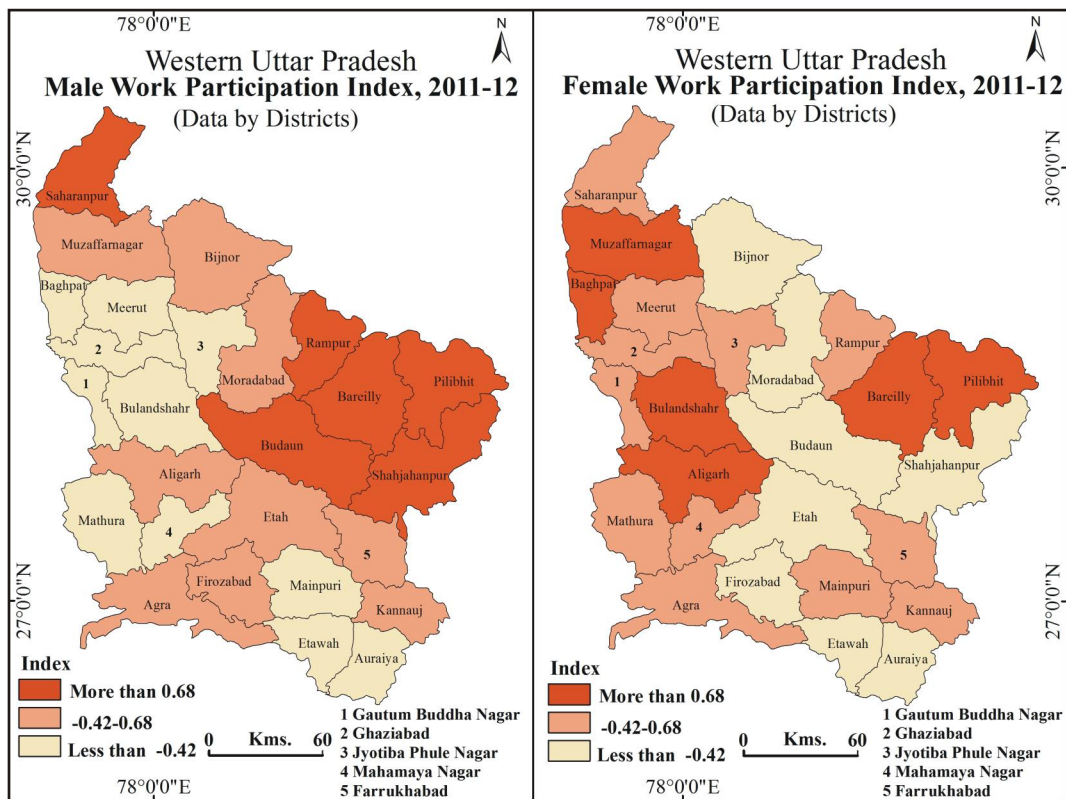 78°0'0"E
N
Western Uttar Pradesh
Male Work Participation Index, 2011-12
(Data by Districts)
30°0'0"N
Saharanpur
Muzaffarnagar
Bijnor
Baghpat
Meerut
2
3
Rampur
Moradabad
1
Bulandshahr
Bareilly
Pilibhit
Budaun
Shahjahanpur
Aligarh
Mathura
4
Etah
5
Firozabad
Mainpuri
Agra
Kannauj
27°0'0"N
Etawah
Auraiya
Index
More than 0.68
-0.42-0.68
Less than -0.42
0 Kms. 60
1 Gautum Buddha Nagar
2 Ghaziabad
3 Jyotiba Phule Nagar
4 Mahamaya Nagar
5 Farrukhabad
78°0'0"E
78°0'0"E
N
Western Uttar Pradesh
Female Work Participation Index, 2011-12
(Data by Districts)
30°0'0"N
Saharanpur
Muzaffarnagar
Bijnor
Baghpat
Meerut
2
3
Rampur
Moradabad
1
Bulandshahr
Bareilly
Pilibhit
Budaun
Shahjahanpur
Aligarh
Mathura
4
Etah
5
Firozabad
Mainpuri
Agra
Kannauj
27°0'0"N
Etawah
Auraiya
Index
More than 0.68
-0.42-0.68
Less than -0.42
0 Kms. 60
1 Gautum Buddha Nagar
2 Ghaziabad
3 Jyotiba Phule Nagar
4 Mahamaya Nagar
5 Farrukhabad
78°0'0"E